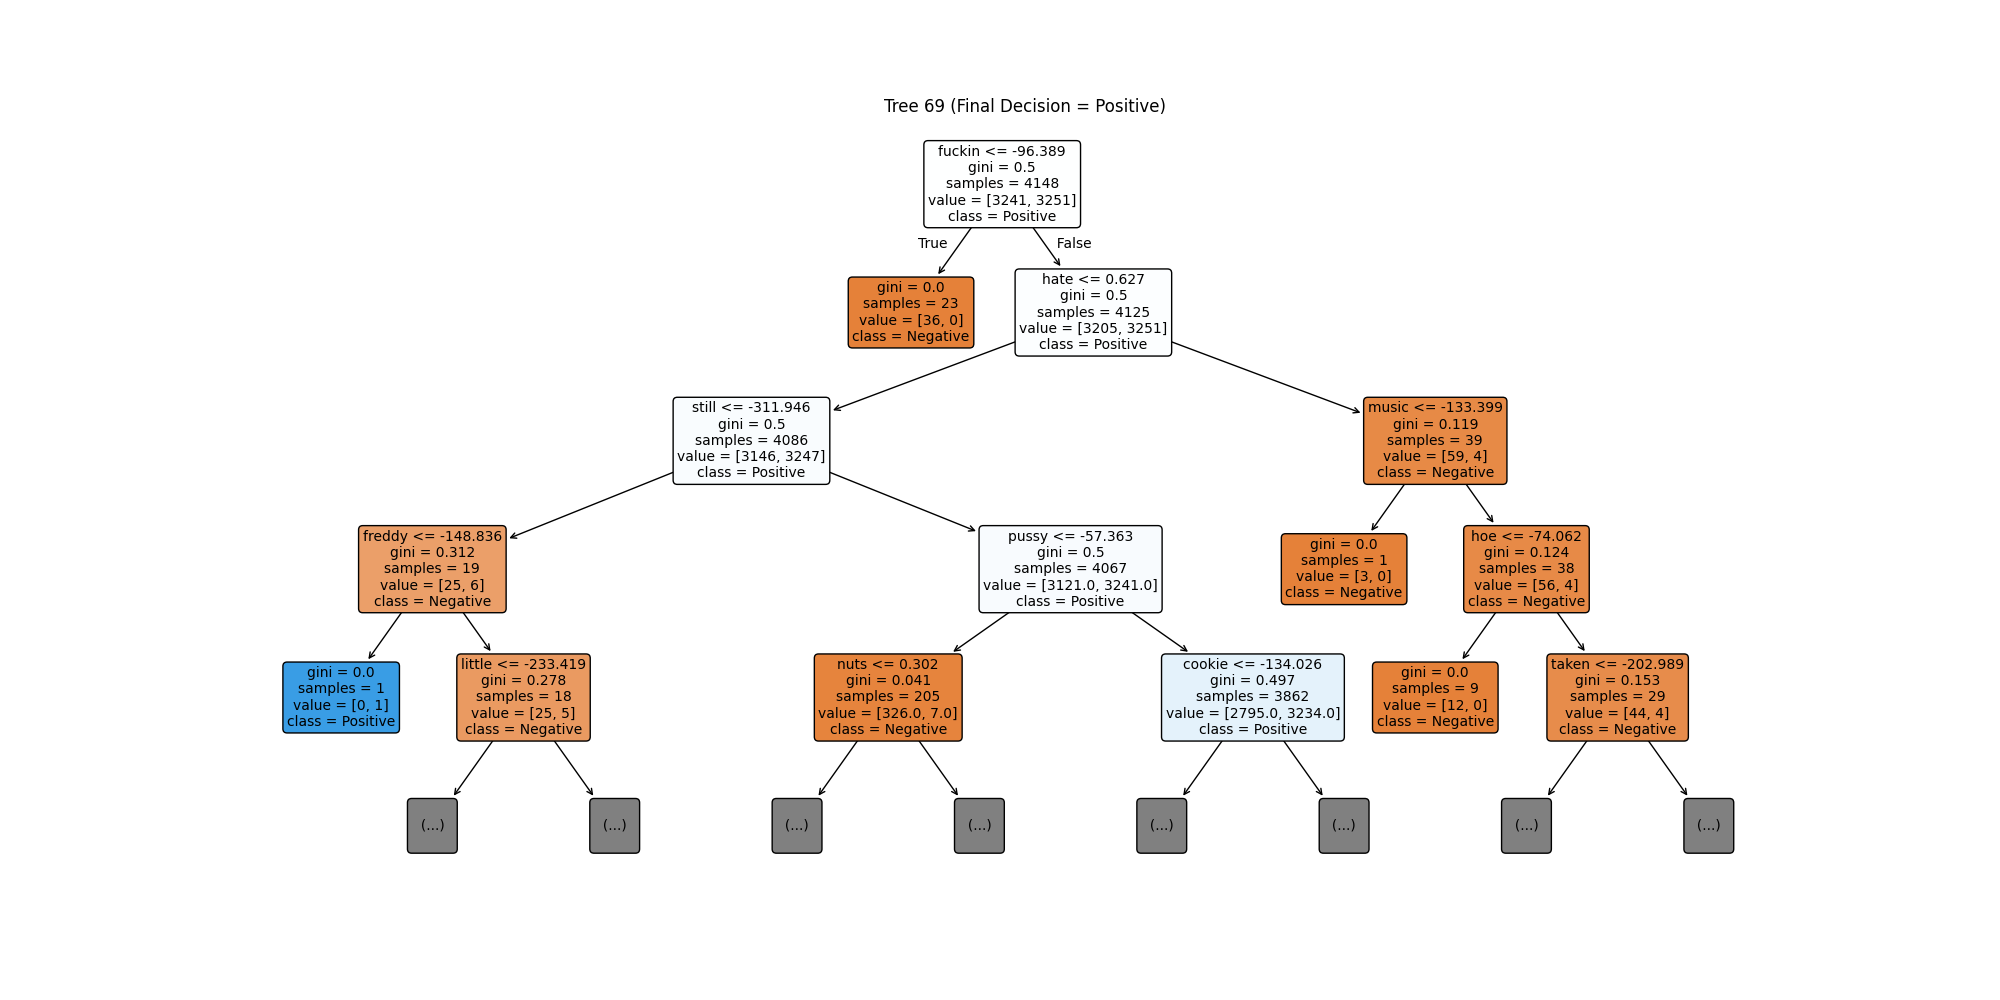 Tree 69 (Final Decision = Positive)
fuckin <= -96.389
gini = 0.5
samples = 4148
value = [3241, 3251]
class = Positive
True
False
gini = 0.0
samples = 23
value = [36, 0]
class = Negative
hate <= 0.627
gini = 0.5
samples = 4125
value = [3205, 3251]
class = Positive
still <= -311.946
gini = 0.5
samples = 4086
value = [3146, 3247]
class = Positive
music <= -133.399
gini = 0.119
samples = 39
value = [59, 4]
class = Negative
freddy <= -148.836
gini = 0.312
samples = 19
value = [25, 6]
class = Negative
pussy <= -57.363
gini = 0.5
samples = 4067
value = [3121.0, 3241.0]
class = Positive
gini = 0.0
samples = 1
value = [3, 0]
class = Negative
hoe <= -74.062
gini = 0.124
samples = 38
value = [56, 4]
class = Negative
gini = 0.0
samples = 1
value = [0, 1]
class = Positive
little <= -233.419
gini = 0.278
samples = 18
value = [25, 5]
class = Negative
nuts <= 0.302
gini = 0.041
samples = 205
value = [326.0, 7.0]
class = Negative
cookie <= -134.026
gini = 0.497
samples = 3862
value = [2795.0, 3234.0]
class = Positive
gini = 0.0
samples = 9
value = [12, 0]
class = Negative
taken <= -202.989
gini = 0.153
samples = 29
value = [44, 4]
class = Negative
(...)
(...)
(...)
(...)
(...)
(...)
(...)
(...)